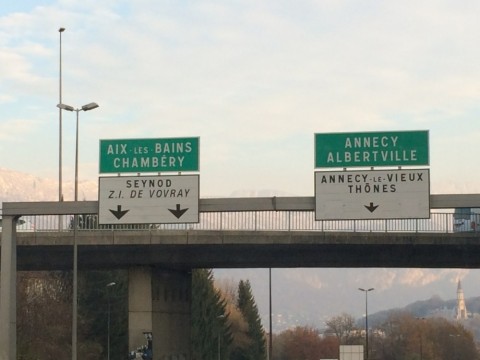 AIX-LES-BAINS
CHAMBÉRY
SEYNOD
Z.I. DE VOVRAY
ANNECY
ALBERTVILLE
ANNECY-LE-VIEUX
THÔNES